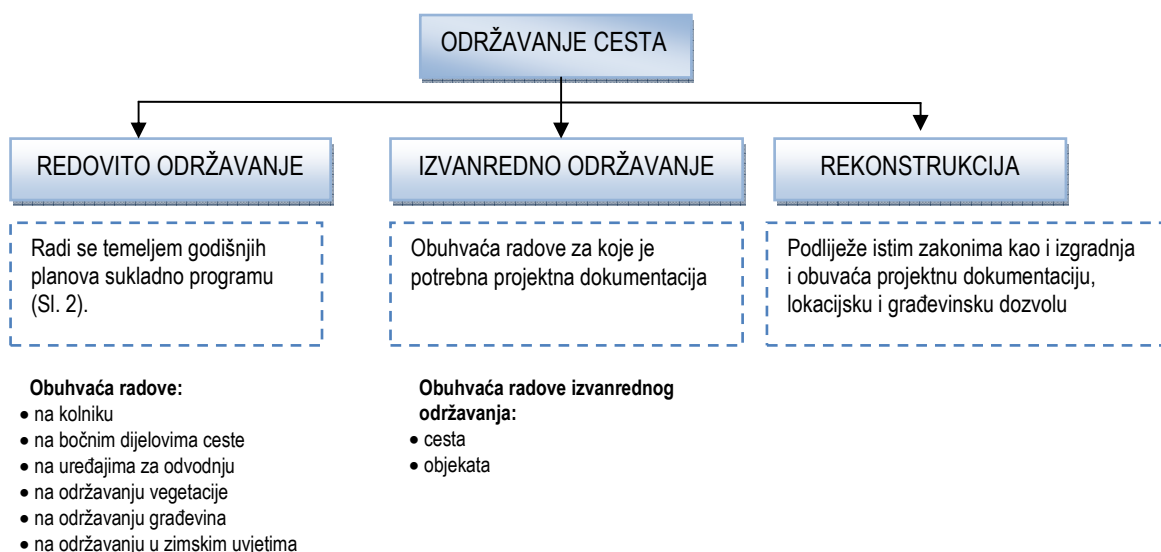 ODRŽAVANJE CESTA
REDOVITO ODRŽAVANJE
IZVANREDNO ODRŽAVANJE
REKONSTRUKCIJA
Radi se temeljem godišnjih
planova sukladno programu
(Sl. 2).
Obuhvaća radove za koje je
potrebna projektna dokumentacija
Podliježe istim zakonima kao i izgradnja
i obuvaća projektnu dokumentaciju,
lokacijsku i građevinsku dozvolu
Obuhvaća radove:
• na kolniku
• na bočnim dijelovima ceste
• na uređajima za odvodnju
• na održavanju vegetacije
• na održavanju građevina
• na održavanju u zimskim uvjetima
Obuhvaća radove izvanrednog
održavanja:
• cesta
• objekata